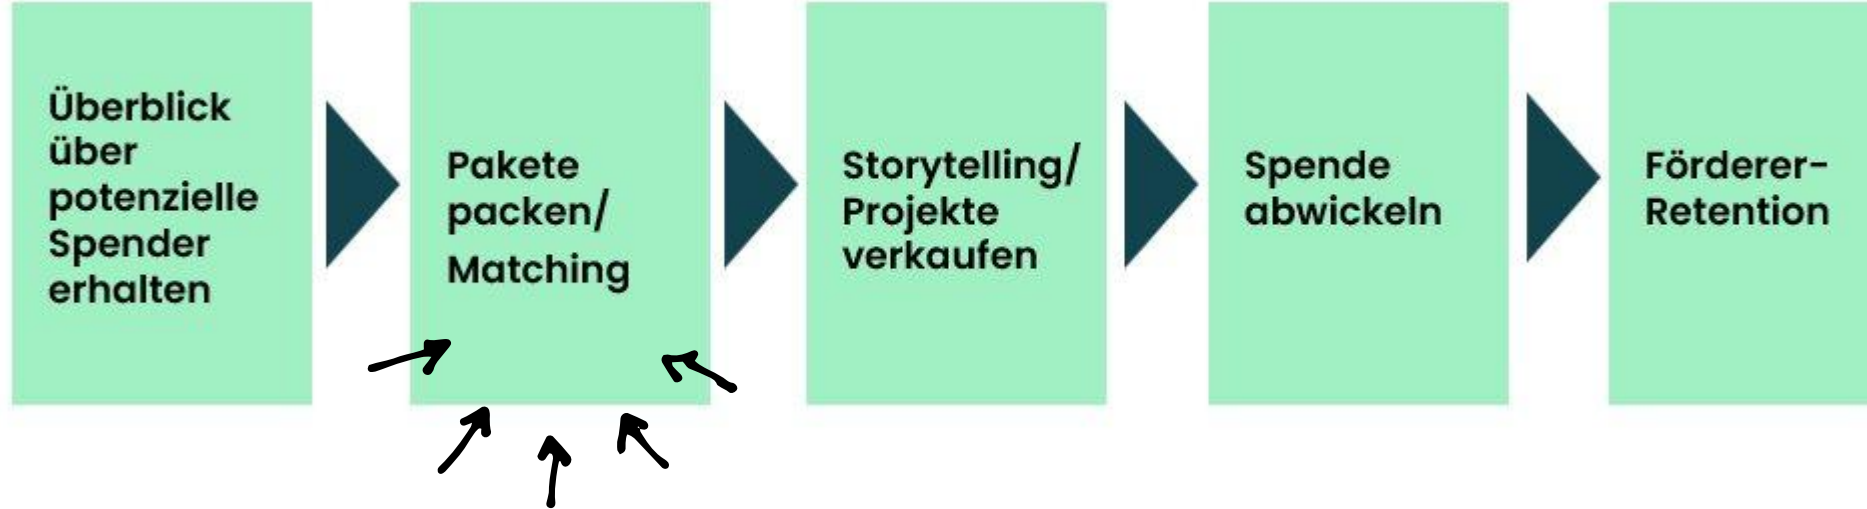 Überblick
über
potenzielle
Spender
erhalten
Pakete
packen/
Matching
Storytelling/
Projekte
verkaufen
Spende
abwickeln
Förderer-
Retention